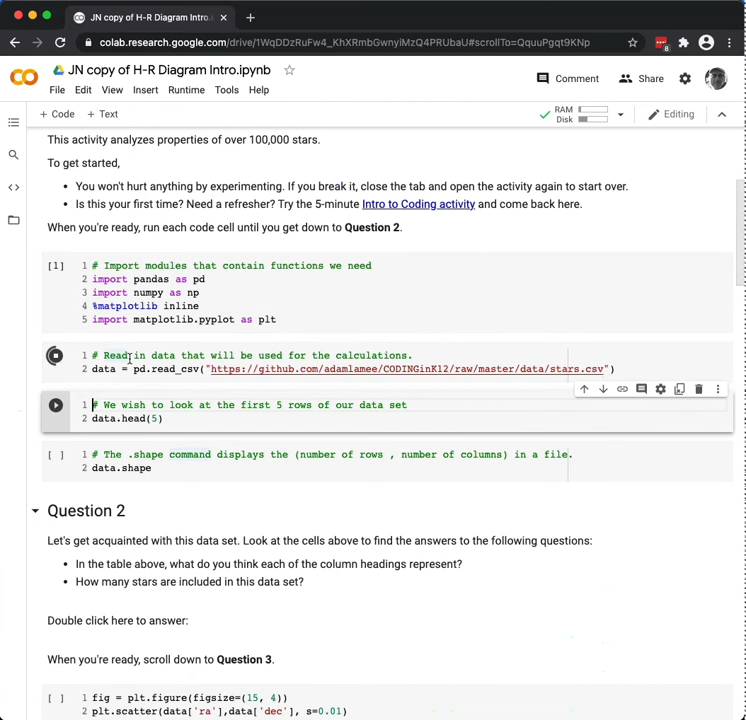 JN copy of H-R Diagram Intro.i
colab.research.google.com/drive/1WqDDzRuFw4_KhXRmbGwnyiMzQ4PRUbaU#scrollTo=QquuPgqt9KNp
8
JN copy of H-R Diagram Intro.ipynb
Comment
Share
File Edit View Insert Runtime Tools Help
+ Code + Text
RAM
Disk
Editing
This activity analyzes properties of over 100,000 stars.
To get started,
• You won't hurt anything by experimenting. If you break it, close the tab and open the activity again to start over.
• Is this your first time? Need a refresher? Try the 5-minute Intro to Coding activity and come back here.
When you're ready, run each code cell until you get down to Question 2.
[1] 1 # Import modules that contain functions we need
2 import pandas as pd
3 import numpy as np
4 %matplotlib inline
5 import matplotlib.pyplot as plt
1 # Read in data that will be used for the calculations.
2 data = pd.read_csv("https://github.com/adamlamee/CODINGinK12/raw/master/data/stars.csv")
1 # We wish to look at the first 5 rows of our data set
2 data.head(5)
[ ] 1 # The .shape command displays the (number of rows , number of columns) in a file.
2 data.shape
Question 2
Let's get acquainted with this data set. Look at the cells above to find the answers to the following questions:
• In the table above, what do you think each of the column headings represent?
• How many stars are included in this data set?
Double click here to answer:
When you're ready, scroll down to Question 3.
[ ] 1 fig = plt.figure(figsize=(15, 4))
2 plt.scatter(data['ra'],data['dec'], s=0.01)